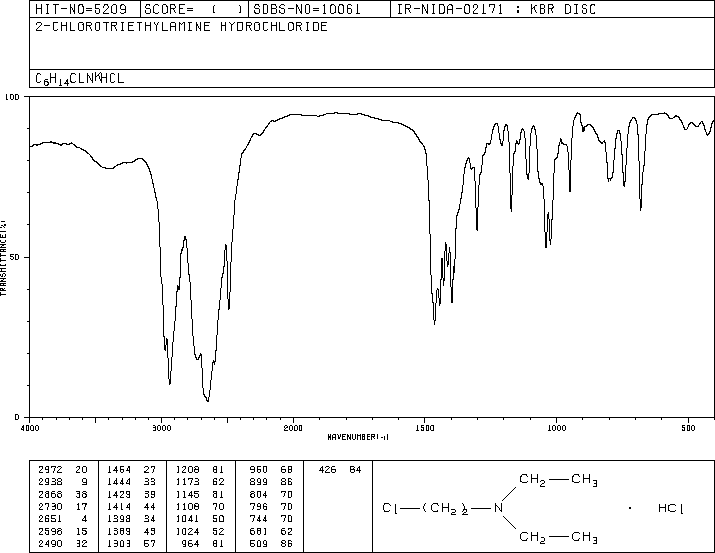 HIT-NO=5209 SCORE= ( ) SDBS-NO=10061 IR-NIDA-02171 : KBR DISC
2-CHLOROTRIETHYLAMINE HYDROCHLORIDE
C6H14CLN*HCL
100
50
0
TRANSMITTANCE(%)
4000 3000 2000 1500 1000 500
WAVENUMBER(-1)
2972 20 1464 27 1208 81 950 68 426 84
2938 9 1444 33 1173 62 899 86
2868 38 1429 39 1145 81 804 70
2730 17 1414 44 1108 70 796 70
2651 4 1398 34 1041 50 744 70
2598 15 1389 49 1024 52 681 62
2490 32 1303 57 964 81 509 86
CH2—CH3
Cl—(CH2)2—N · HCl
CH2—CH3